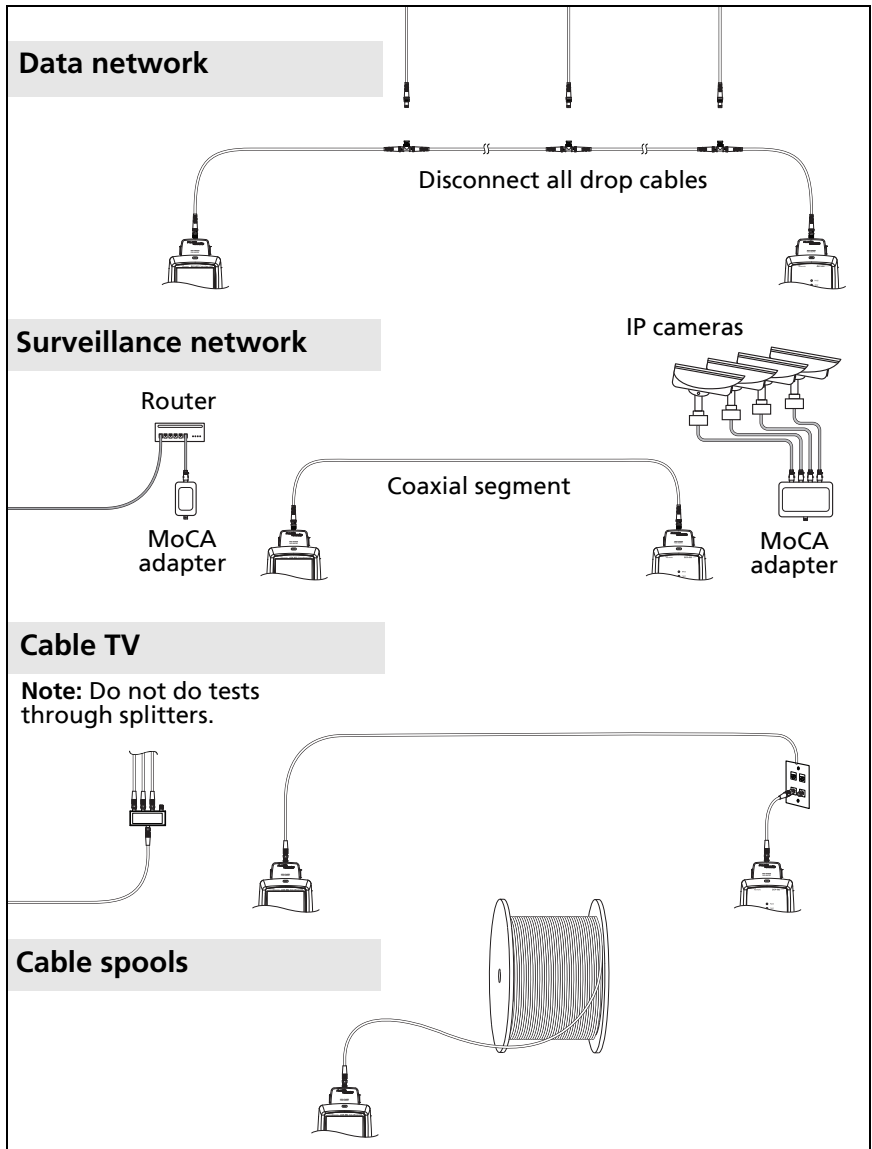 Data network
Disconnect all drop cables
Surveillance network
IP cameras
Router
Coaxial segment
MoCA
adapter
MoCA
adapter
Cable TV
Note: Do not do tests
through splitters.
Cable spools